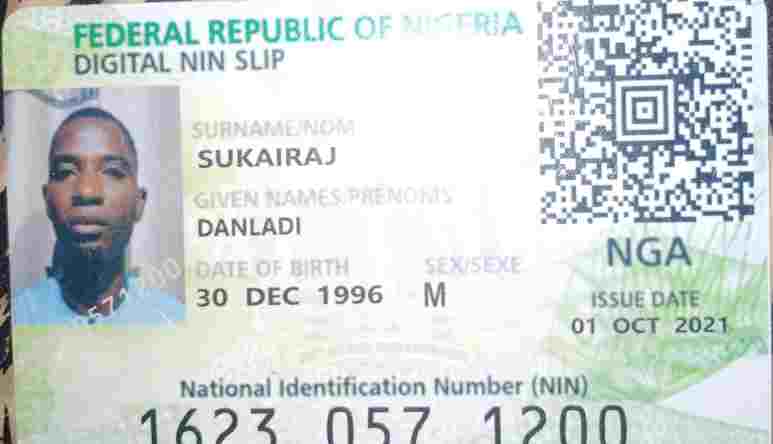 FEDERAL REPUBLIC OF NIGERIA
DIGITAL NIN SLIP
SURNAME/NOM
SUKAIRAJ
GIVEN NAMES/PRENOMS
DANLADI
DATE OF BIRTH SEX/SEXE
30 DEC 1996 M
NGA
ISSUE DATE
01 OCT 2021
National Identification Number (NIN)
1623 057 1200